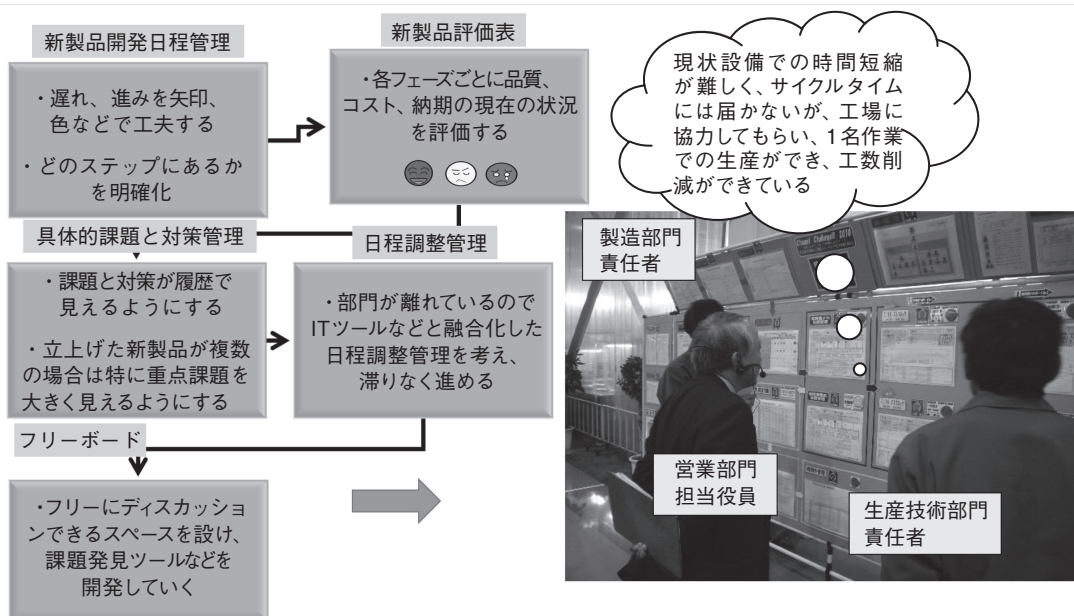 新製品開発日程管理
・遅れ、進みを矢印、
色などで工夫する
・どのステップにあるか
を明確化
新製品評価表
・各フェーズごとに品質、
コスト、納期の現在の状況
を評価する
具体的課題と対策管理
・課題と対策が履歴で
見えるようにする
・立上げた新製品が複数
の場合は特に重点課題を
大きく見えるようにする
日程調整管理
・部門が離れているので
ITツールなどと融合化した
日程調整管理を考え、
滞りなく進める
フリーボード
・フリーにディスカッショ
ンできるスペースを設け、
課題発見ツールなどを
開発していく
現状設備での時間短縮
が難しく、サイクルタイム
には届かないが、工場に
協力してもらい、1名作業
での生産ができ、工数削
減ができている
製造部門
責任者
営業部門
担当役員
生産技術部門
責任者